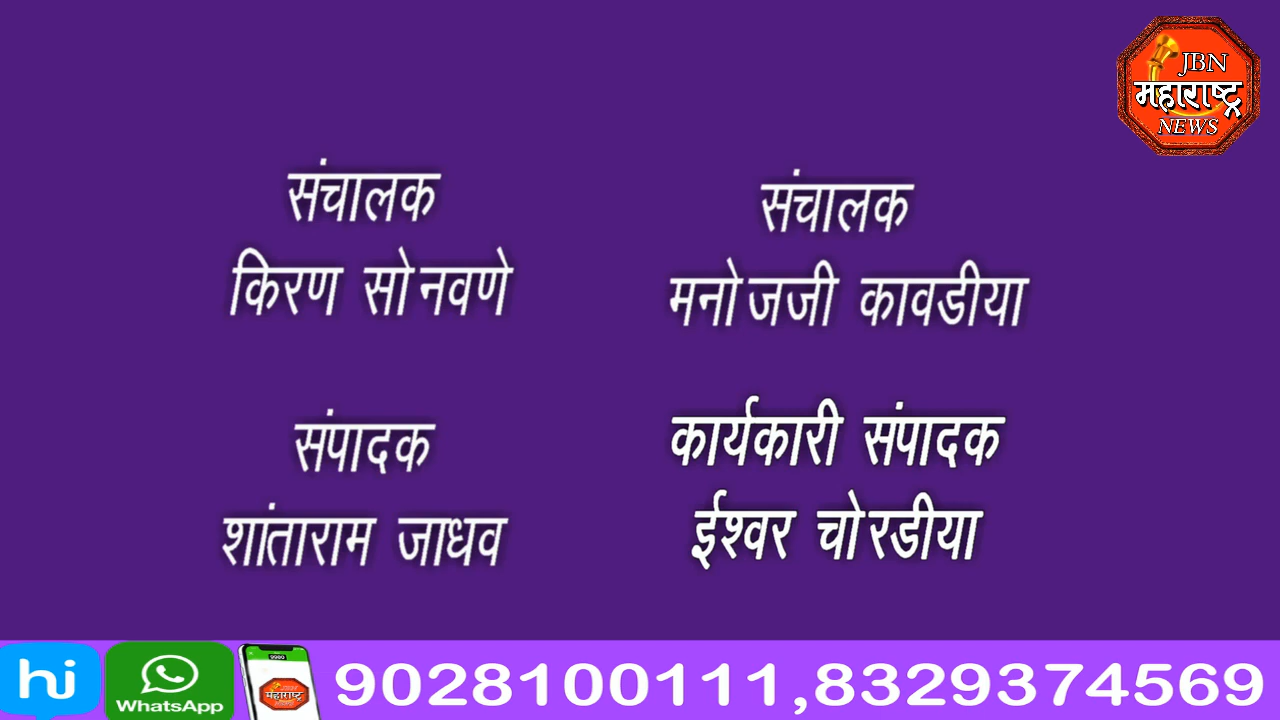 JBN
महाराष्ट्र
NEWS
संचालक
किरण सोनवणे
संचालक
मनोजजी कावडीया
संपादक
शांताराम जाधव
कार्यकारी संपादक
ईश्वर चोरडीया
hi
WhatsApp
महाराष्ट्र
9028100111,8329374569